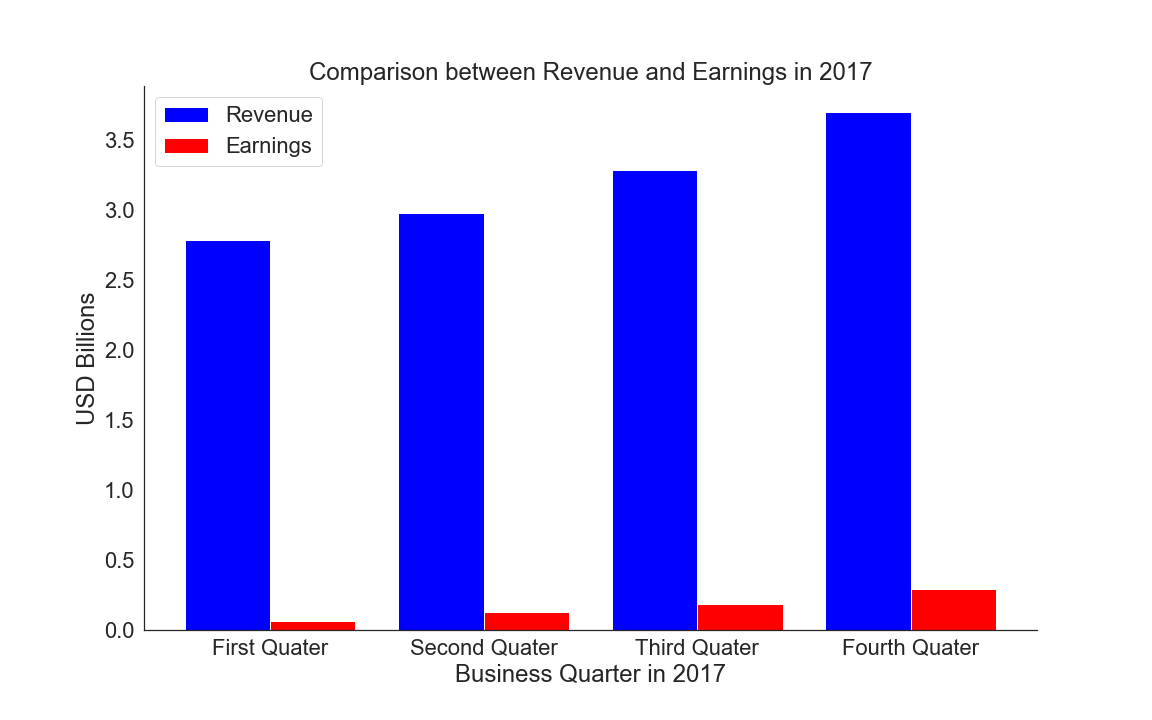 Comparison between Revenue and Earnings in 2017
Revenue
Earnings
3.5
3.0
2.5
2.0
1.5
1.0
0.5
0.0
USD Billions
First Quater
Second Quater
Third Quater
Fourth Quater
Business Quarter in 2017